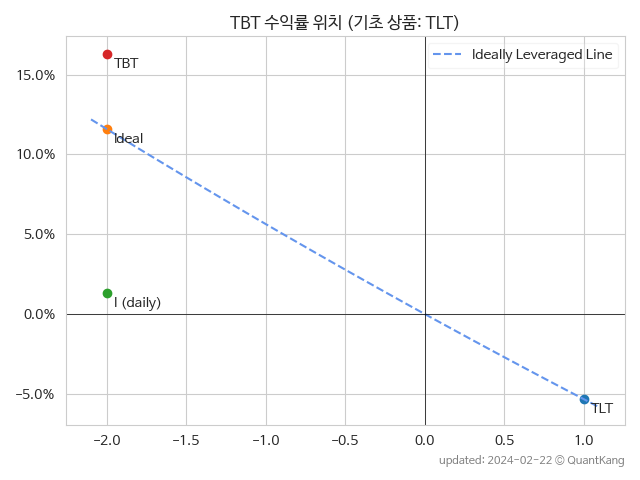 TBT 수익률 위치 (기초 상품: TLT)
Ideally Leveraged Line
15.0%
10.0%
5.0%
0.0%
−5.0%
TBT
Ideal
I (daily)
TLT
−2.0 −1.5 −1.0 −0.5 0.0 0.5 1.0
updated: 2024-02-22 © QuantKang